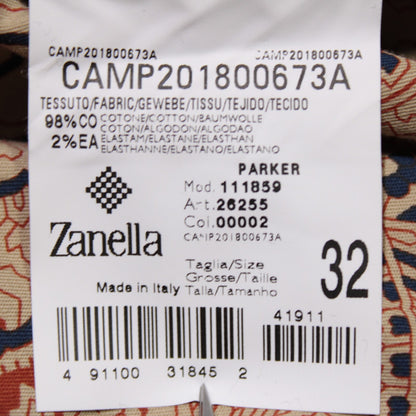 CAMP201800673A CAMP201800673A
CAMP201800673A
TESSUTO/FABRIC/GEWEBE/TISSU/TEJIDO/TECIDO
98%CO COTONE/COTTON/BAUMWOLLE
COTON/ALGODÓN/ALGODAO
2%EA ELASTAM/ELASTANE/ELASTHAN
ELASTHANNE/ELASTANO/ELASTANO
PARKER
Mod. 111859
Art. 26255
Col. 00002
CAMP201800673A
Zanella
Made in Italy
Taglia/Size
Grosse/Taille
Talla/Tamanho
32
41911
4 91100 31845 2